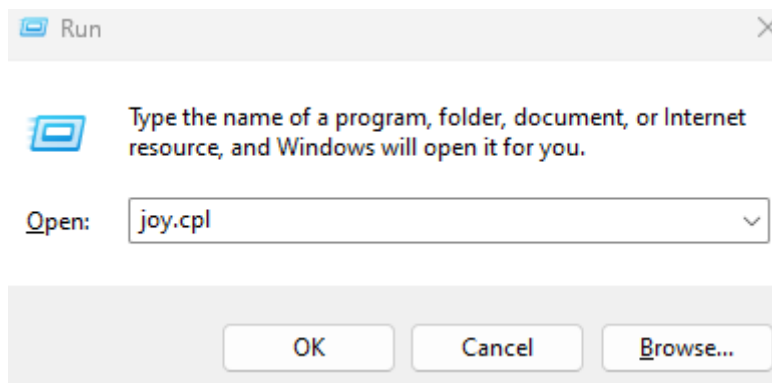 Run
Type the name of a program, folder, document, or Internet
resource, and Windows will open it for you.
Open: joy.cpl
OK Cancel Browse...